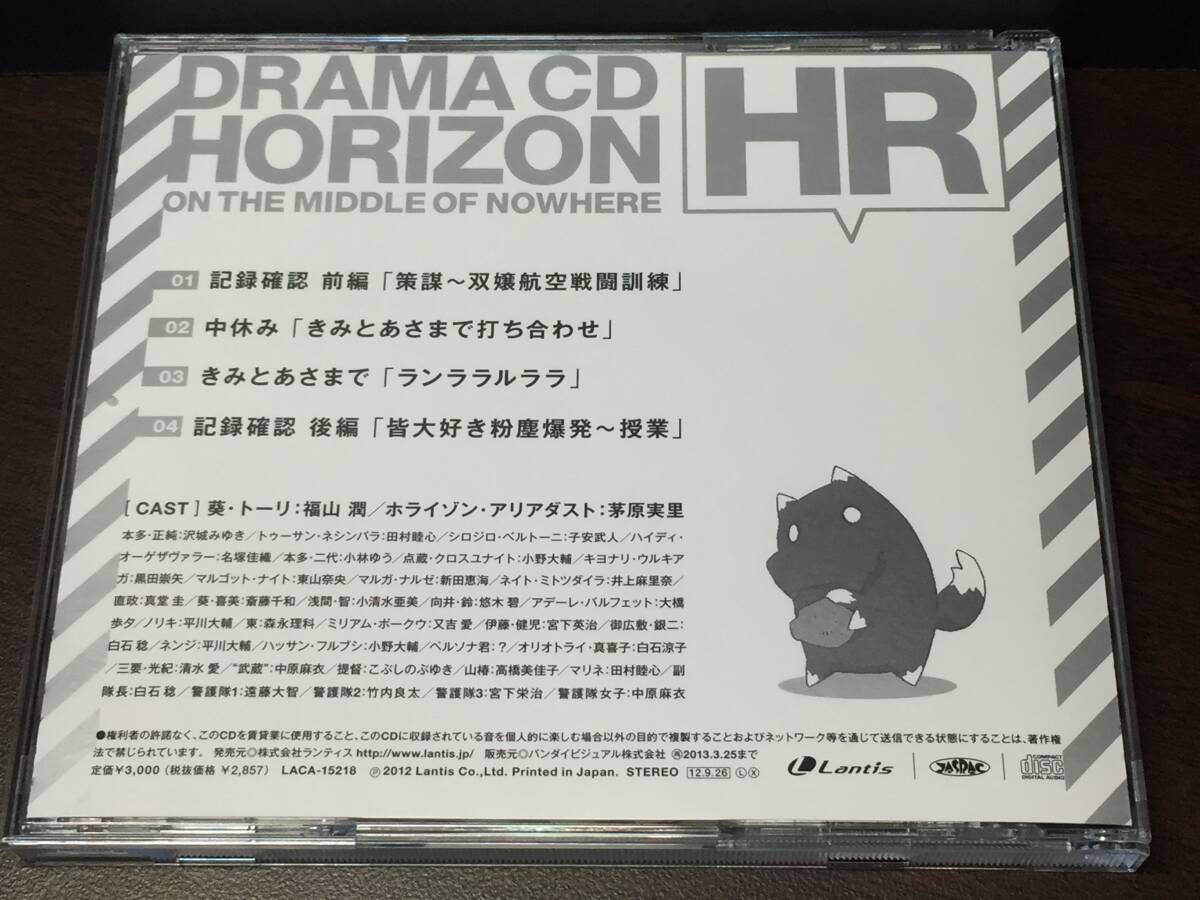 DRAMA CD
HORIZON
ON THE MIDDLE OF NOWHERE
HR
01 記録確認 前編「策謀〜双嬢航空戦闘訓練」
02 中休み「きみとあさまで打ち合わせ」
03 きみとあさまで「ランララルララ」
04 記録確認 後編「皆大好き粉塵爆発〜授業」
[CAST] 葵・トーリ:福山 潤/ホライゾン・アリアダスト:茅原実里
本多・正純:沢城みゆき/トゥーサン・ネシンバラ:田村睦心/シロジロ・ベルトーニ:子安武人/ハイディ・
オーゲザヴァラー:名塚佳織/本多・二代:小林ゆう/点蔵・クロスユナイト:小野大輔/キヨナリ・ウルキア
ガ:黒田崇矢/マルゴット・ナイト:東山奈央/マルガ・ナルゼ:新田恵海/ネイト・ミトツダイラ:井上麻里奈/
直政:真堂 圭/葵・喜美:斎藤千和/浅間・智:小清水亜美/向井・鈴:悠木 碧/アデーレ・バルフェット:大橋
歩夕/ノリキ:平川大輔/東:森永理科/ミリアム・ポークウ:又吉 愛/伊藤・健児:宮下英治/御広敷・銀二:
白石 稔/ネンジ:平川大輔/ハッサン・フルブシ:小野大輔/ペルソナ君:?/オリオトライ・真喜子:白石涼子
/三要・光紀:清水 愛/“武蔵”:中原麻衣/提督:こぶしのぶゆき/山椿:高橋美佳子/マリネ:田村睦心/副
隊長:白石 稔/警護隊1:遠藤大智/警護隊2:竹内良太/警護隊3:宮下栄治/警護隊女子:中原麻衣
●権利者の許諾なく、このCDを賃貸業に使用すること、このCDに収録されている音を個人的に楽しむ場合以外の目的で複製することおよびネットワーク等を通じて送信できる状態にすることは、著作権
法で禁じられています。 発売元◎株式会社ランティス http://www.lantis.jp/ 販売元◎バンダイビジュアル株式会社 ㊐2013.3.25まで
定価¥3,000 (税抜価格 ¥2,857) LACA-15218 ℗2012 Lantis Co.,Ltd. Printed in Japan. STEREO 12.9.26 Ⓛ Ⓧ
Lantis
JASRAC
COMPACT
disc
DIGITAL AUDIO